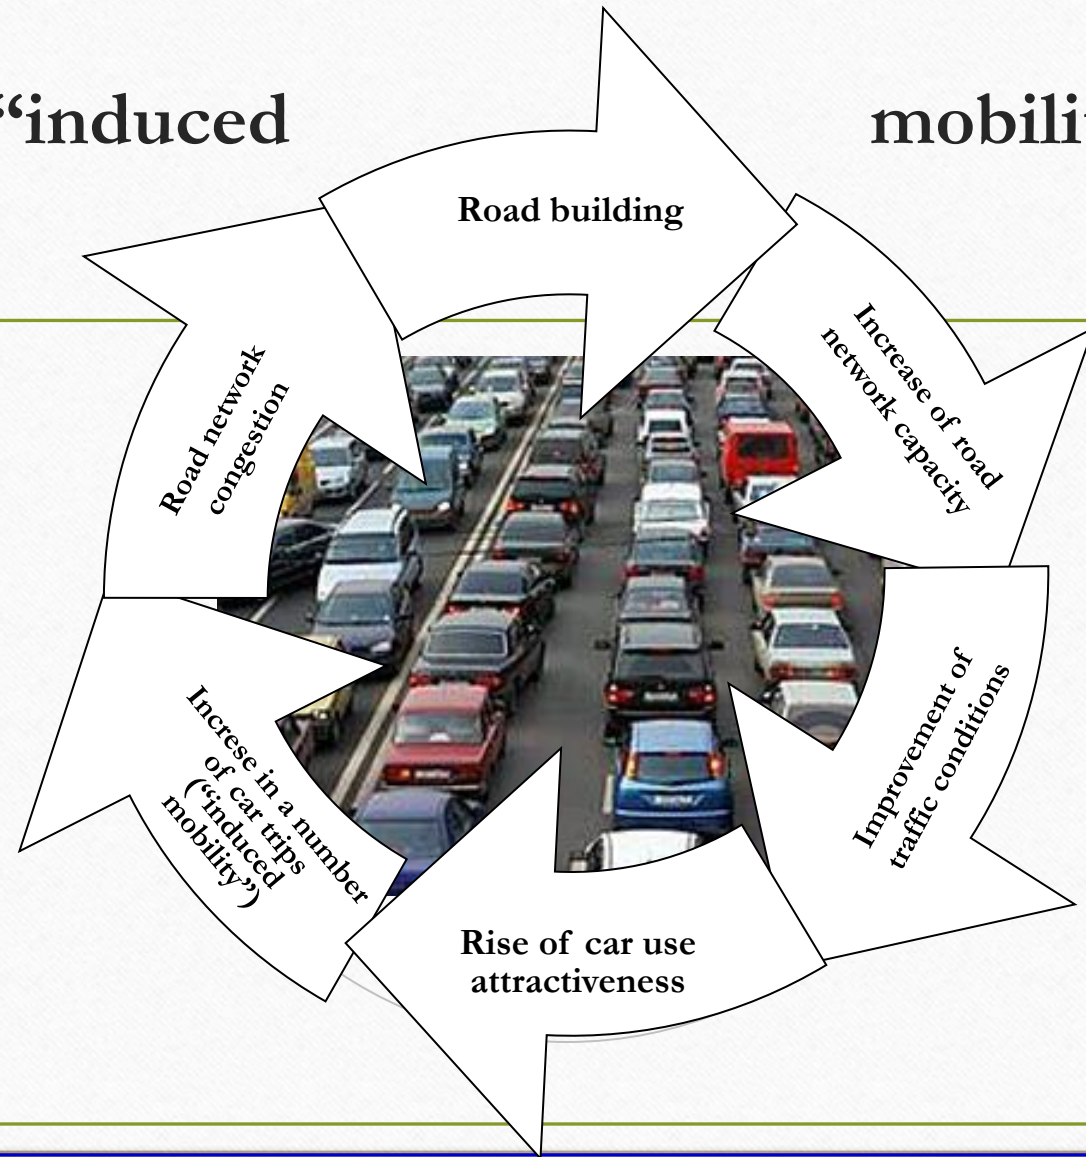 “induced
Road building
Increase of road
network capacity
Improvement of
traffic conditions
Rise of car use
attractiveness
Increse in a number
of car trips
(“induced
mobility”)
Road network
congestion